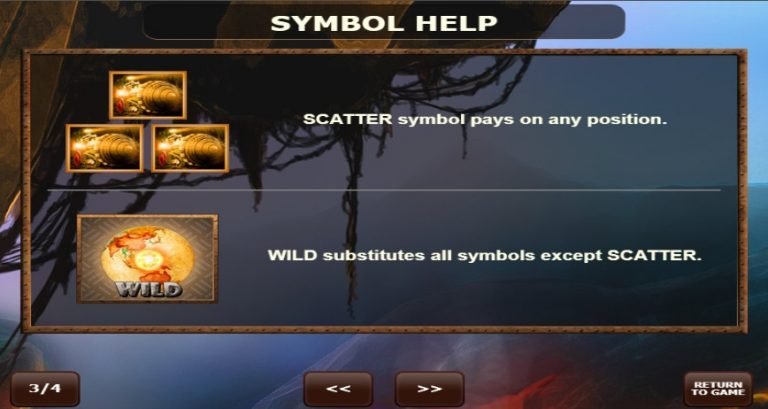 SYMBOL HELP
SCATTER symbol pays on any position.
WILD
WILD substitutes all symbols except SCATTER.
3/4
<<
>>
RETURN
TO GAME